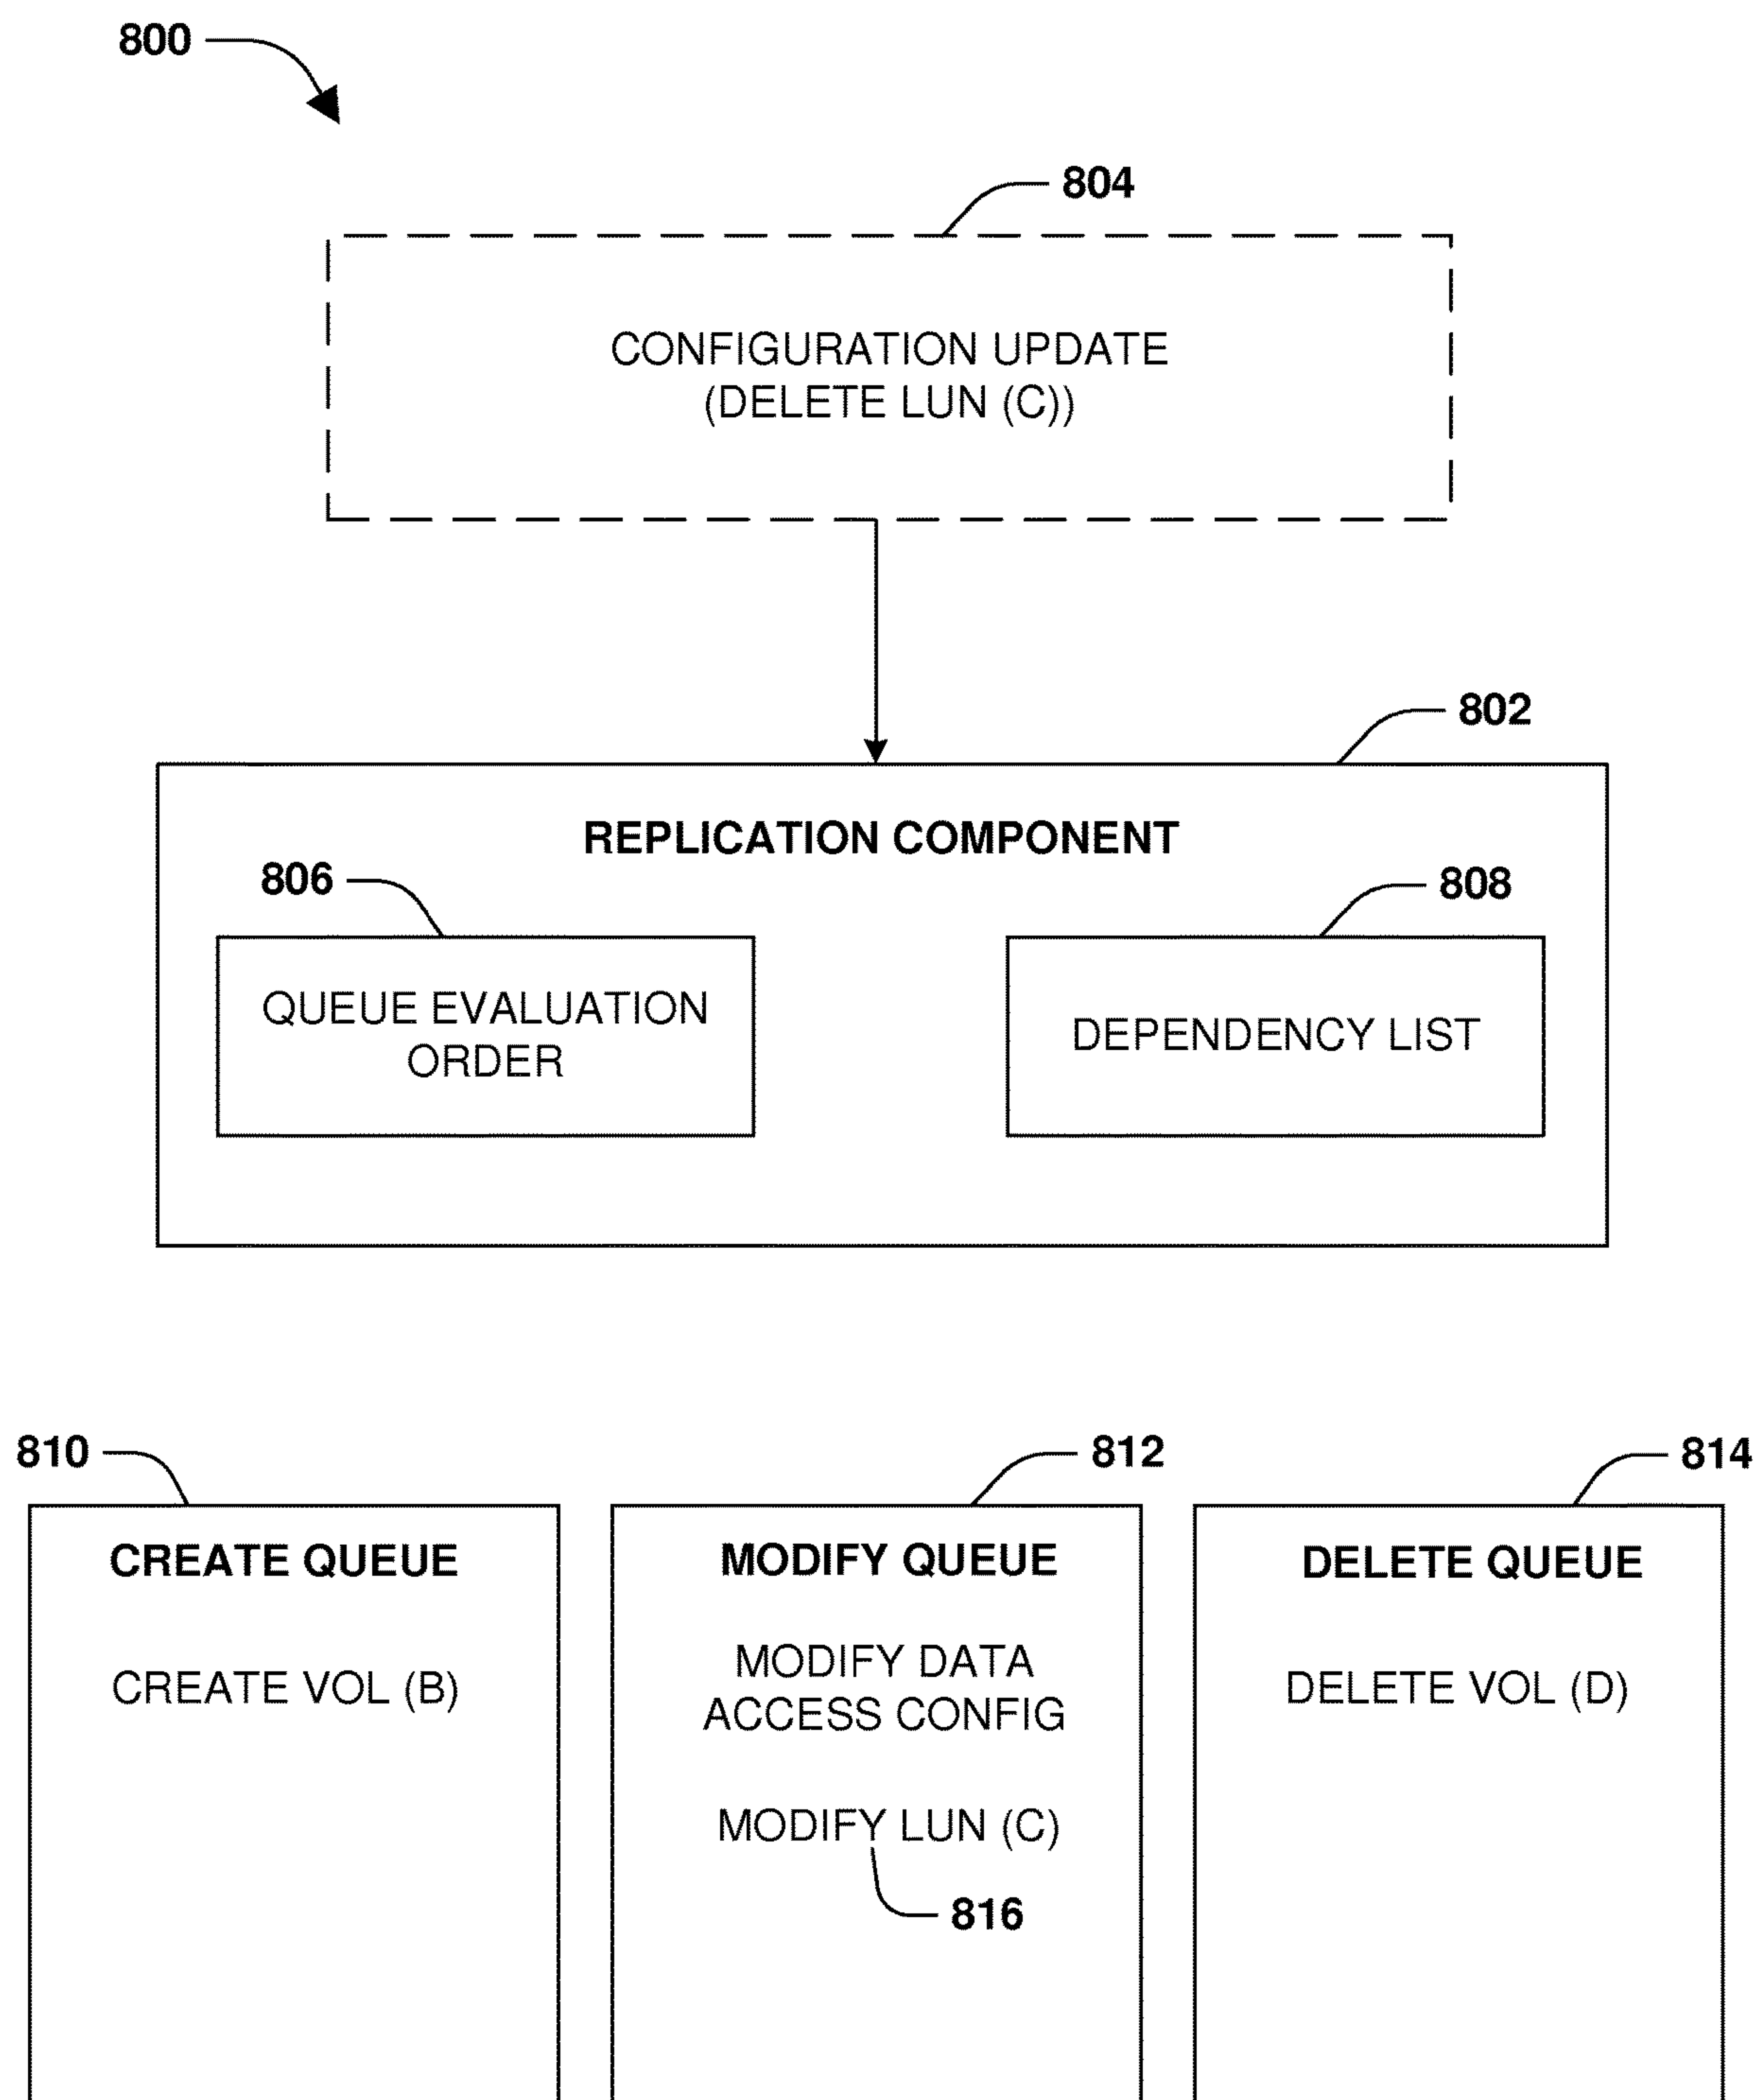 800
804
CONFIGURATION UPDATE
(DELETE LUN (C))
802
REPLICATION COMPONENT
806
808
QUEUE EVALUATION
ORDER
DEPENDENCY LIST
810
812
814
CREATE QUEUE
CREATE VOL (B)
MODIFY QUEUE
MODIFY DATA
ACCESS CONFIG
MODIFY LUN (C)
816
DELETE QUEUE
DELETE VOL (D)